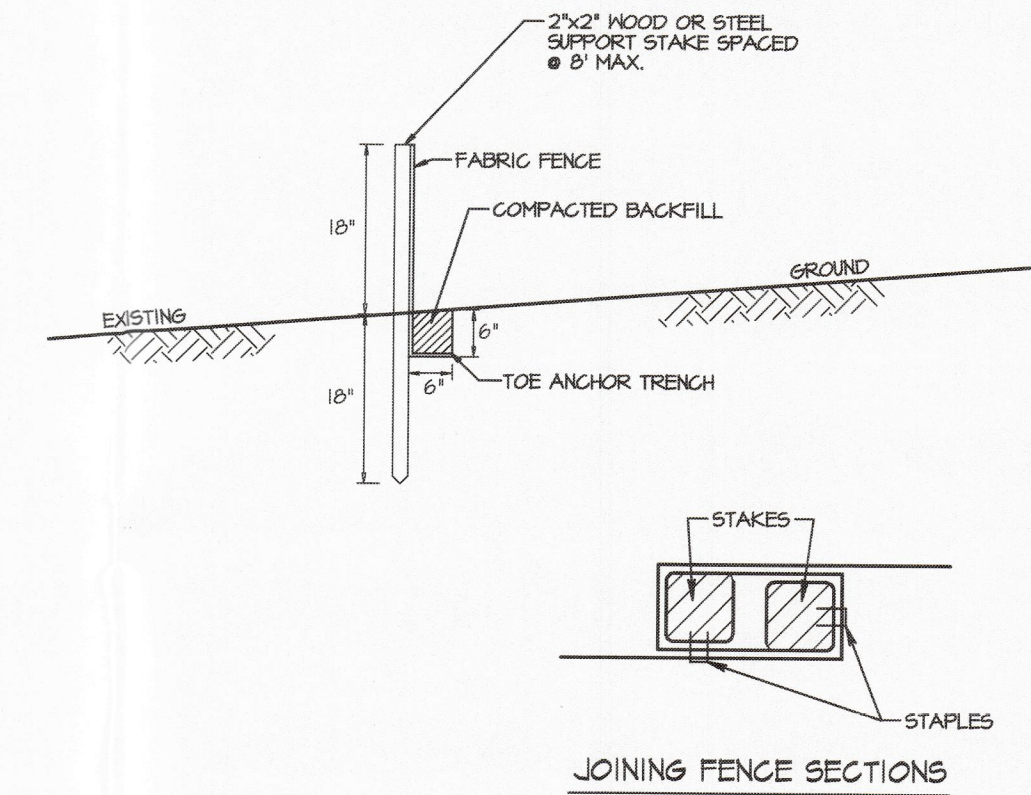 2"x2" WOOD OR STEEL
SUPPORT STAKE SPACED
@ 8' MAX.
FABRIC FENCE
COMPACTED BACKFILL
18"
GROUND
EXISTING
6"
6"
TOE ANCHOR TRENCH
18"
STAKES
STAPLES
JOINING FENCE SECTIONS